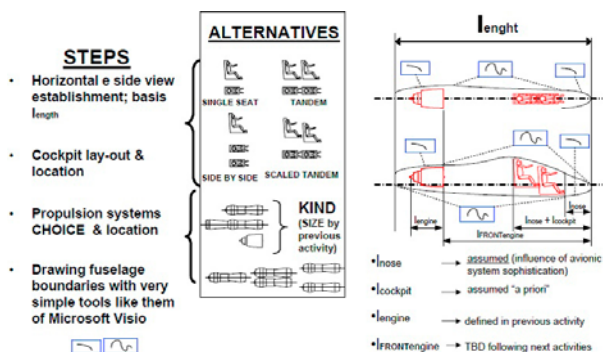 STEPS
• Horizontal e side view
establishment; basis
llength
• Cockpit lay-out &
location
• Propulsion systems
CHOICE & location
• Drawing fuselage
boundaries with very
simple tools like them
of Microsoft Visio
ALTERNATIVES
SINGLE SEAT
TANDEM
SIDE BY SIDE
SCALED TANDEM
KIND
(SIZE by
previous
activity)
lenght
lnose
lengine
lnose + lcockpit
lFRONTengine
•lnose assumed (influence of avionic
system sophistication)
•lcockpit assumed "a priori"
•lengine defined in previous activity
•lFRONTengine TBD following next activities